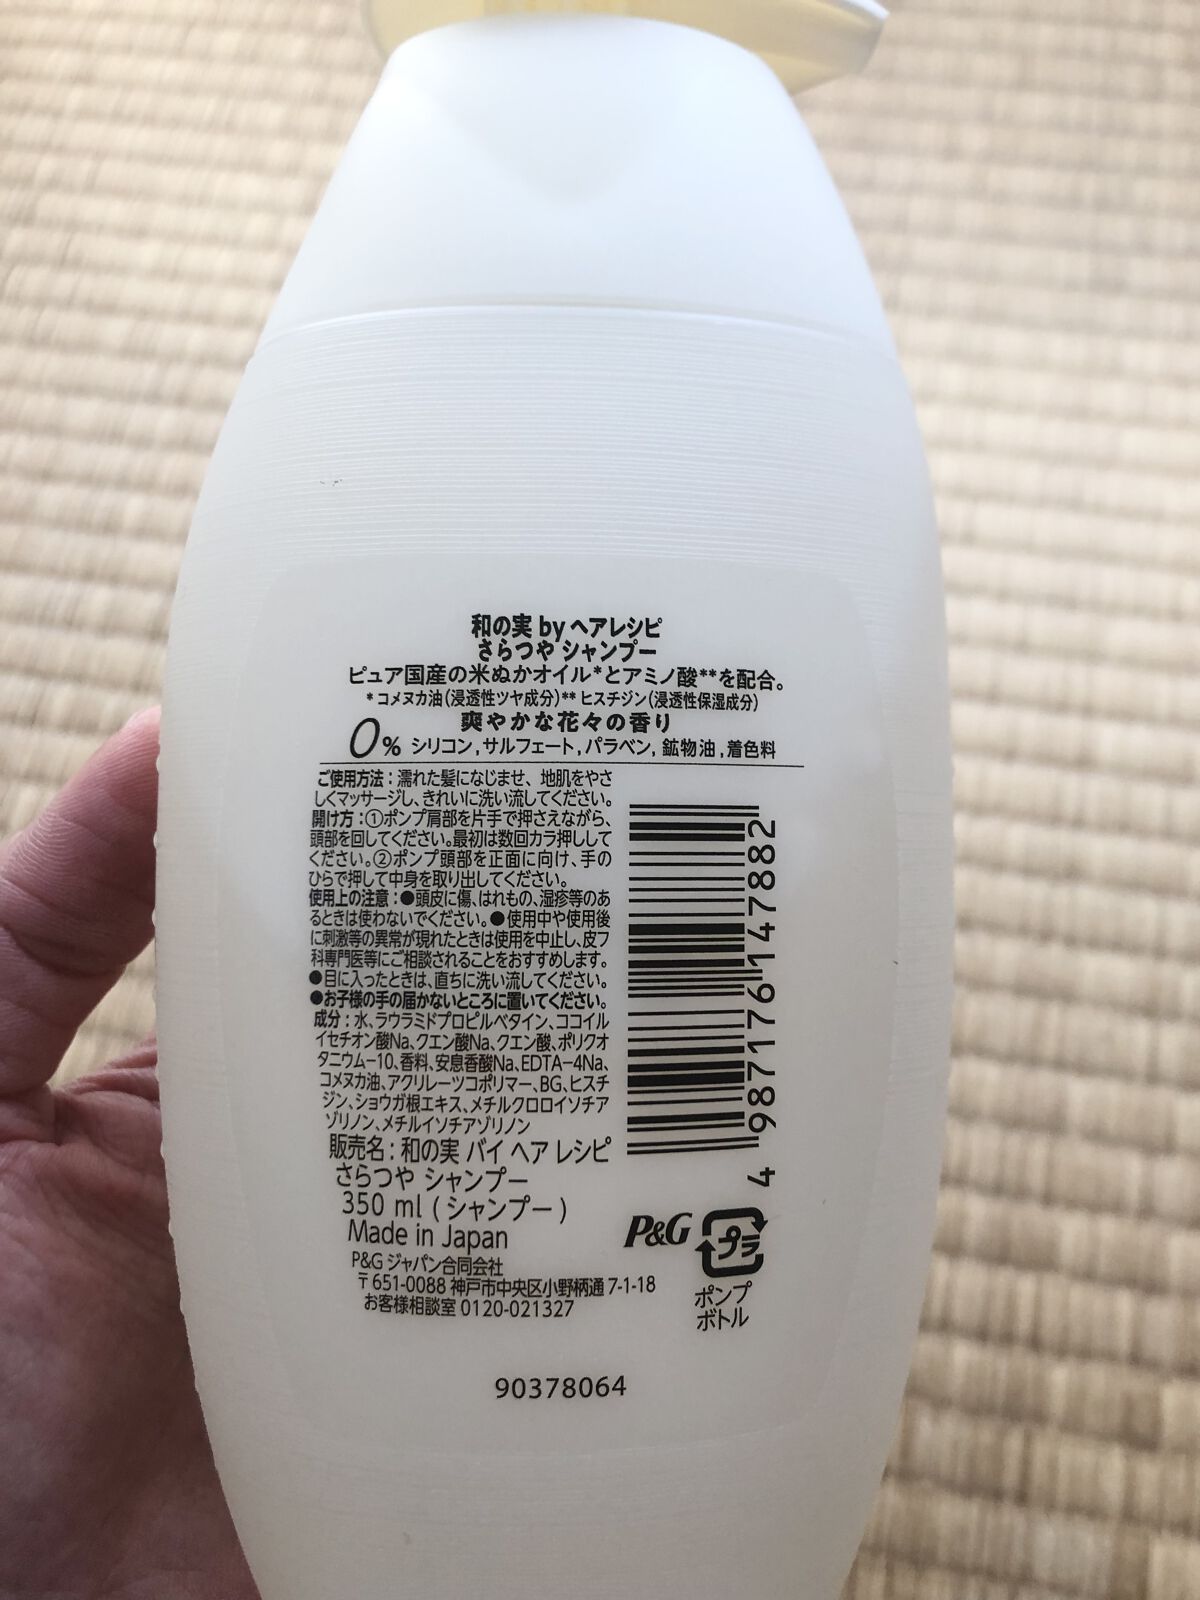 和の実 by ヘアレシピ
さらつや シャンプー
ピュア国産の米ぬかオイル*とアミノ酸**を配合。
* コメヌカ油（浸透性ツヤ成分）** ヒスチジン（浸透性保湿成分）
爽やかな花々の香り
0% シリコン, サルフェート, パラベン, 鉱物油, 着色料
ご使用方法：濡れた髪になじませ、地肌をやさ
しくマッサージし、きれいに洗い流してください。
開け方：①ポンプ肩部を片手で押さえながら、
頭部を回してください。最初は数回カラ押しして
ください。②ポンプ頭部を正面に向け、手の
ひらで押して中身を取り出してください。
使用上の注意：●頭皮に傷、はれもの、湿疹等のあ
るときは使わないでください。●使用中や使用後
に刺激等の異常が現れたときは使用を中止し、皮フ
科専門医等にご相談されることをおすすめします。
●目に入ったときは、直ちに洗い流してください。
●お子様の手の届かないところに置いてください。
成分：水、ラウラミドプロピルベタイン、ココイル
イセチオン酸Na、クエン酸Na、クエン酸、ポリクオ
タニウム-10、香料、安息香酸Na、EDTA-4Na、
コメヌカ油、アクリレーツコポリマー、BG、ヒスチ
ジン、ショウガ根エキス、メチルクロロイソチア
ゾリノン、メチルイソチアゾリノン
販売名：和の実 バイ ヘア レシピ
さらつや シャンプー
350 ml ( シャンプー )
Made in Japan
P&G ジャパン合同会社
〒651-0088 神戸市中央区小野柄通 7-1-18
お客様相談室 0120-021327
4 987176 147882
P&G
プラ
ポンプ
ボトル
90378064